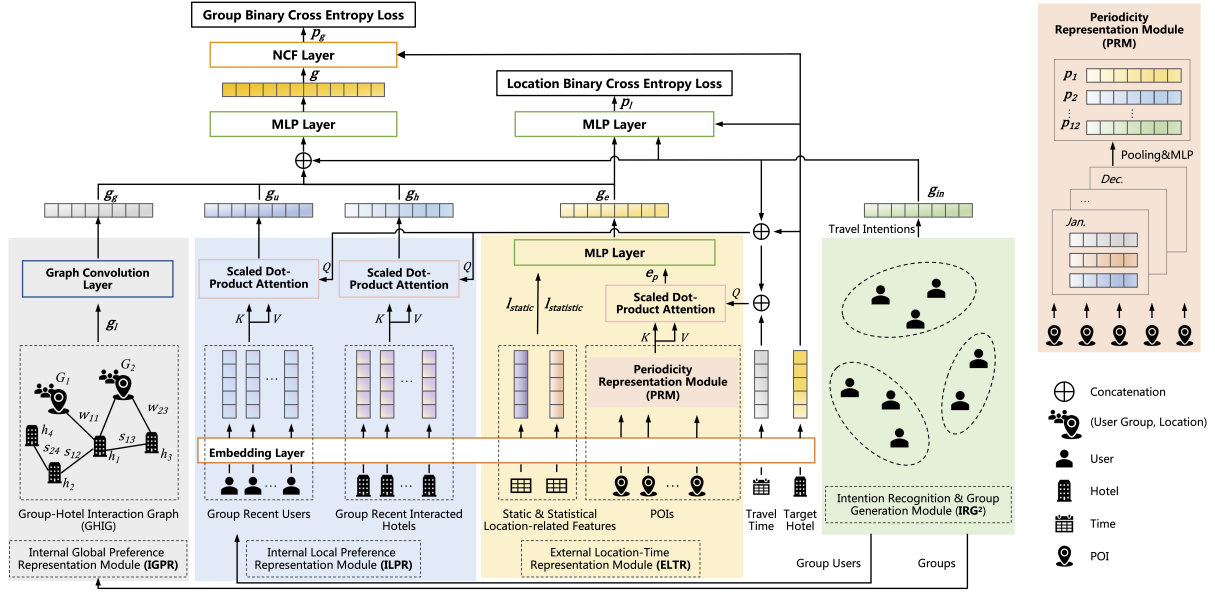 Group Binary Cross Entropy Loss
p_g
NCF Layer
g
MLP Layer
Location Binary Cross Entropy Loss
p_l
MLP Layer
g_g
g_u
g_h
g_e
g_in
Travel Intentions
Graph Convolution
Layer
g_l
G_1
G_2
w_11
w_23
h_4
s_24
s_12
s_13
h_1
h_3
h_2
Group-Hotel Interaction Graph
(GHIG)
Internal Global Preference
Representation Module (IGPR)
Scaled Dot-
Product Attention
Q
K
V
Scaled Dot-
Product Attention
Q
K
V
...
...
Embedding Layer
...
...
Group Recent Users
Group Recent Interacted
Hotels
Internal Local Preference
Representation Module (ILPR)
MLP Layer
l_static
l_statistic
e_p
Scaled Dot-
Product Attention
Q
K
V
Periodicity
Representation Module
(PRM)
...
Static & Statistical
Location-related Features
POIs
External Location-Time
Representation Module (ELTR)
Travel
Time
Target
Hotel
Intention Recognition & Group
Generation Module (IRG²)
Group Users
Groups
Periodicity
Representation Module
(PRM)
p_1
p_2
⋮
⋮
p_12
Pooling&MLP
Dec.
...
Jan.
Concatenation
(User Group, Location)
User
Hotel
Time
POI